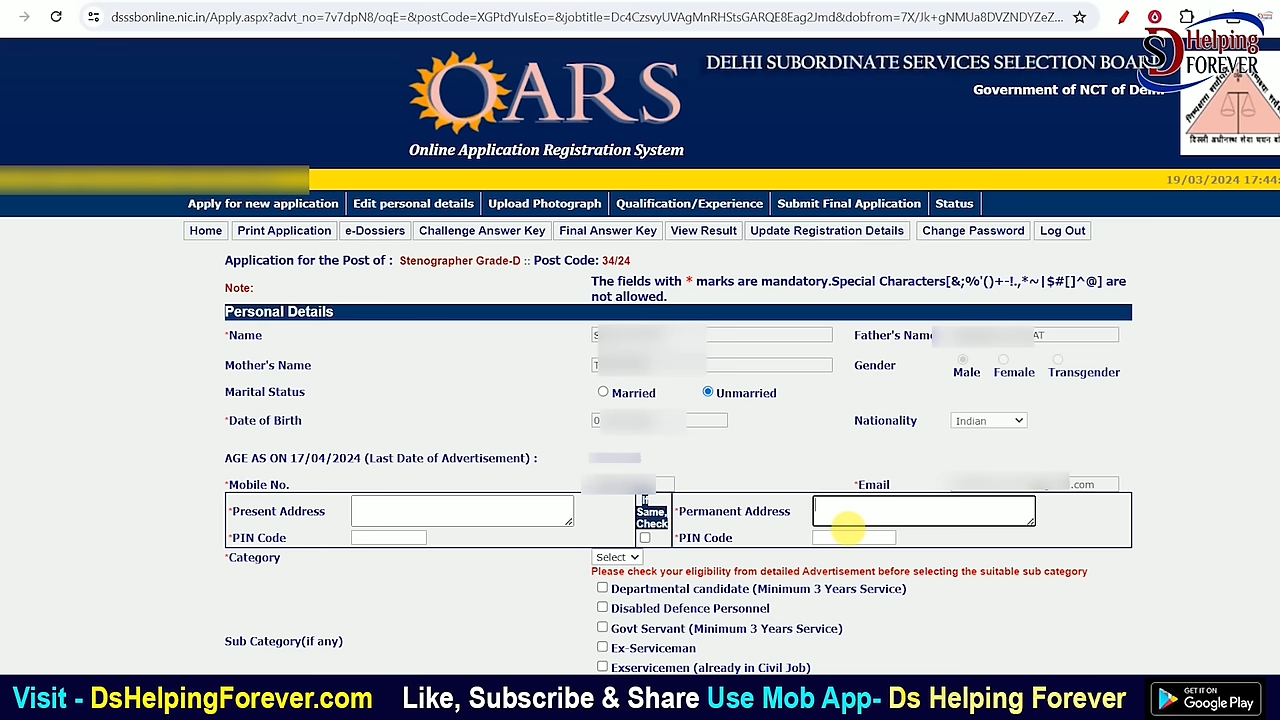 dsssbonline.nic.in/Apply.aspx?advt_no=7v7dpN8/oqE=&postCode=XGPtdYuIsEs=&jobtitle=Dc4CzsvyUVAgMnRHStsGARQE8Eag2Jmd&dobfrom=7X/Jk+gNMUa8DVZNDYZeZ...
Helping
DS FOREVER
OARS
Online Application Registration System
DELHI SUBORDINATE SERVICES SELECTION BOARD
Government of NCT of Delhi
19/03/2024 17:44:
Apply for new application Edit personal details Upload Photograph Qualification/Experience Submit Final Application Status
Home Print Application e-Dossiers Challenge Answer Key Final Answer Key View Result Update Registration Details Change Password Log Out
Application for the Post of : Stenographer Grade-D :: Post Code: 34/24
Note: The fields with * marks are mandatory.Special Characters[&;%'()+-!.,*~|$#[]^@] are
not allowed.
Personal Details
*Name S Father's Name AT
Mother's Name T Gender Male Female Transgender
Marital Status Married Unmarried
*Date of Birth 0 Nationality Indian
AGE AS ON 17/04/2024 (Last Date of Advertisement) :
*Mobile No. *Email .com
*Present Address If Same, Check *Permanent Address
*PIN Code *PIN Code
*Category Select
Please check your eligibility from detailed Advertisement before selecting the suitable sub category
Departmental candidate (Minimum 3 Years Service)
Disabled Defence Personnel
Govt Servant (Minimum 3 Years Service)
Sub Category(if any)
Ex-Serviceman
Exservicemen (already in Civil Job)
Visit - DsHelpingForever.com Like, Subscribe & Share Use Mob App- Ds Helping Forever
GET IT ON
Google Play